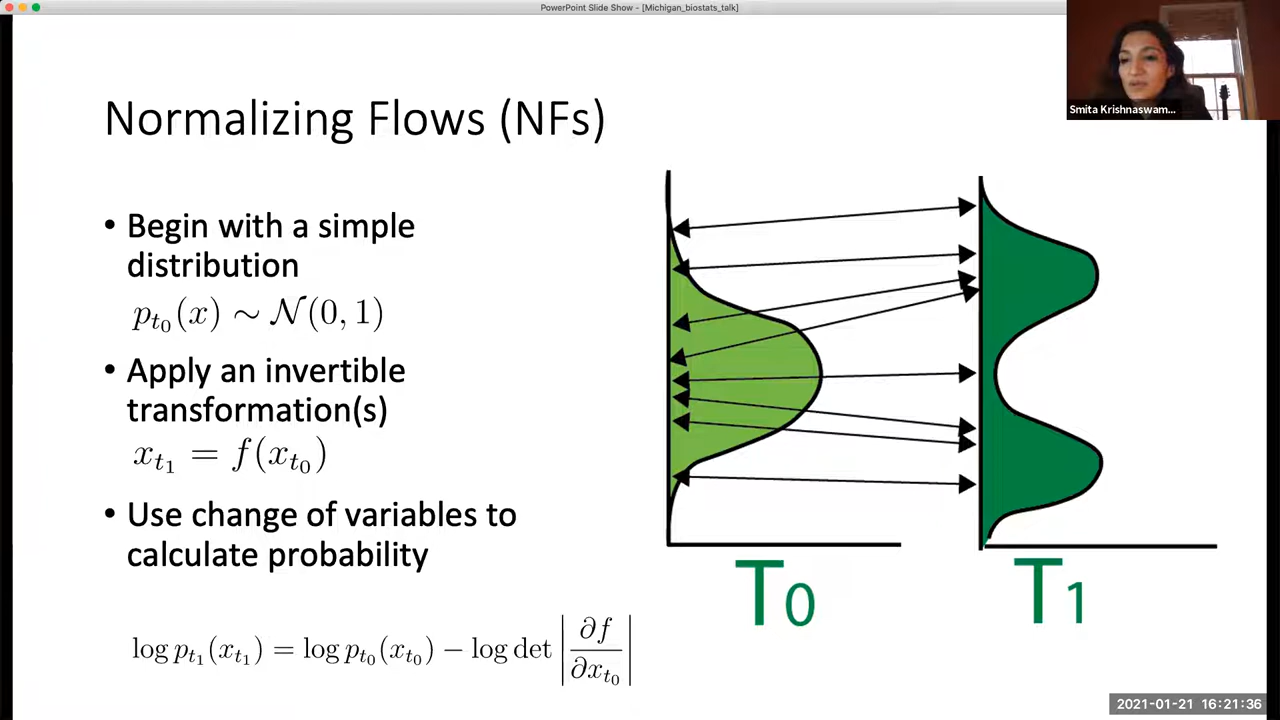 PowerPoint Slide Show - [Michigan_biostats_talk]
Smita Krishnaswam...
Normalizing Flows (NFs)
• Begin with a simple
distribution
p_{t_0}(x) ∼ 𝒩(0, 1)
• Apply an invertible
transformation(s)
x_{t_1} = f(x_{t_0})
• Use change of variables to
calculate probability
log p_{t_1}(x_{t_1}) = log p_{t_0}(x_{t_0}) − log det |∂f/∂x_{t_0}|
T0
T1
2021-01-21 16:21:36